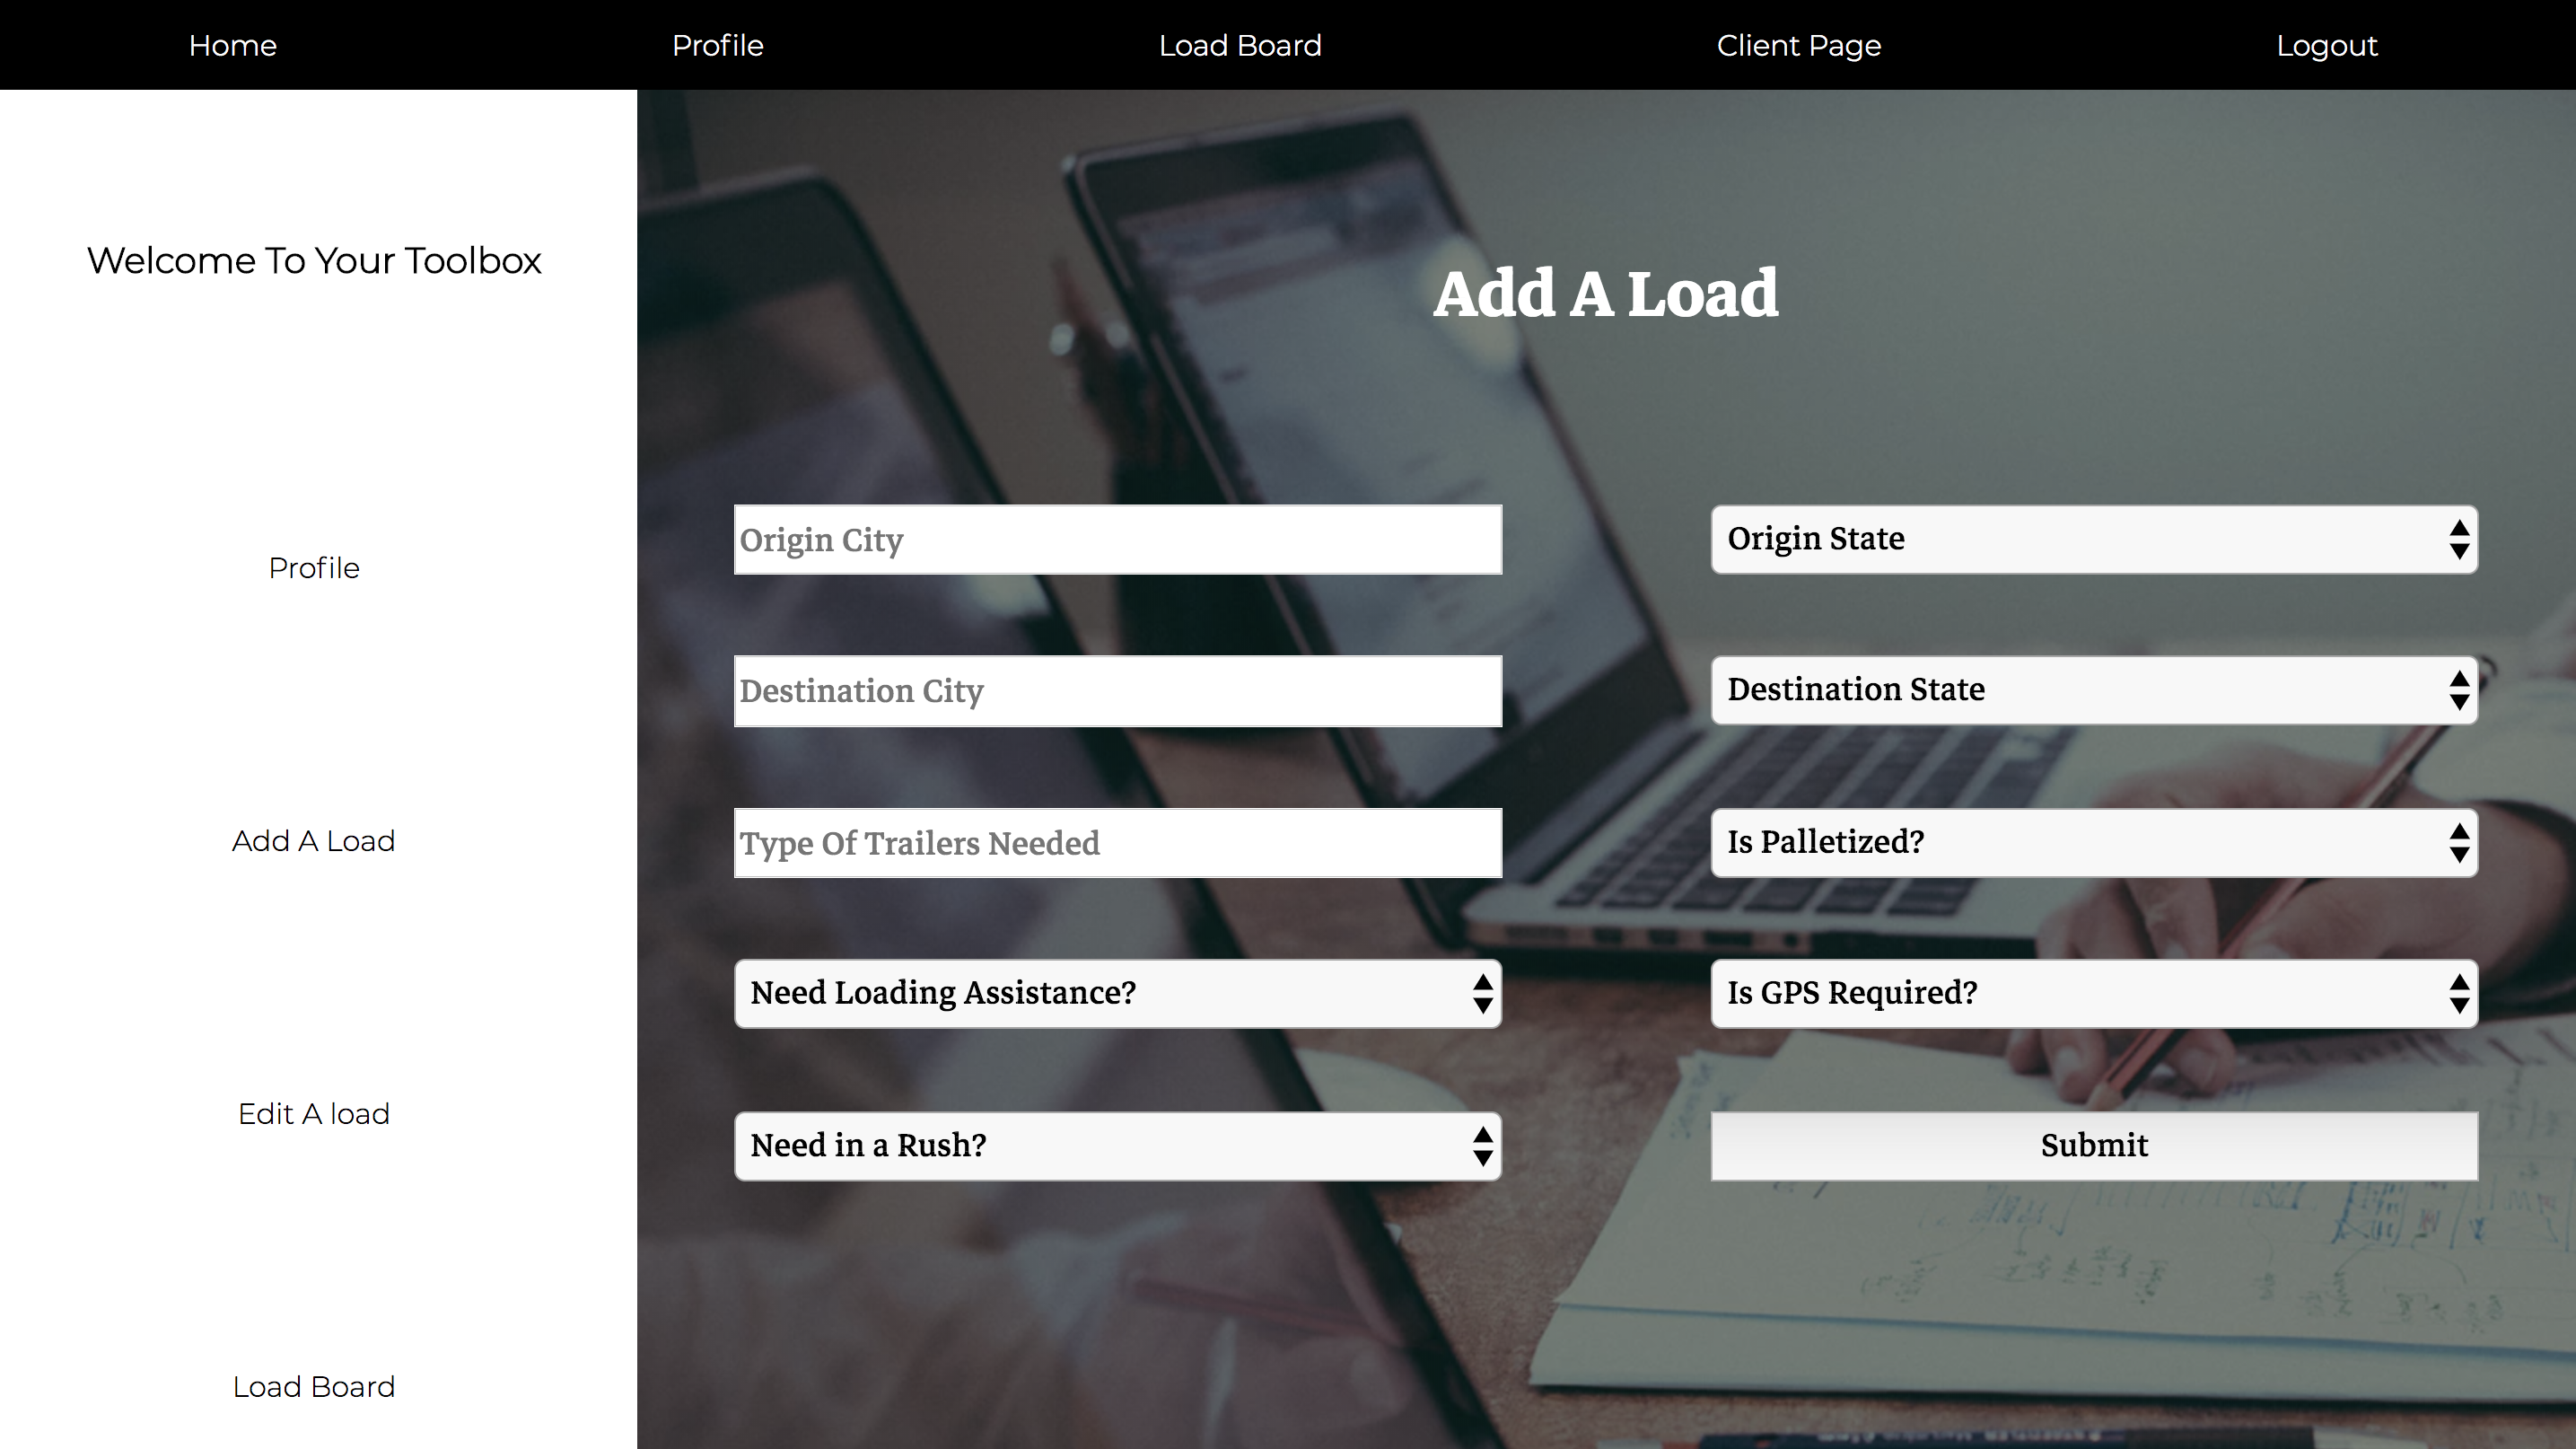 Home Profile Load Board Client Page Logout
Welcome To Your Toolbox
Profile
Add A Load
Edit A load
Load Board
Add A Load
Origin City
Origin State
Destination City
Destination State
Type Of Trailers Needed
Is Palletized?
Need Loading Assistance?
Is GPS Required?
Need in a Rush?
Submit